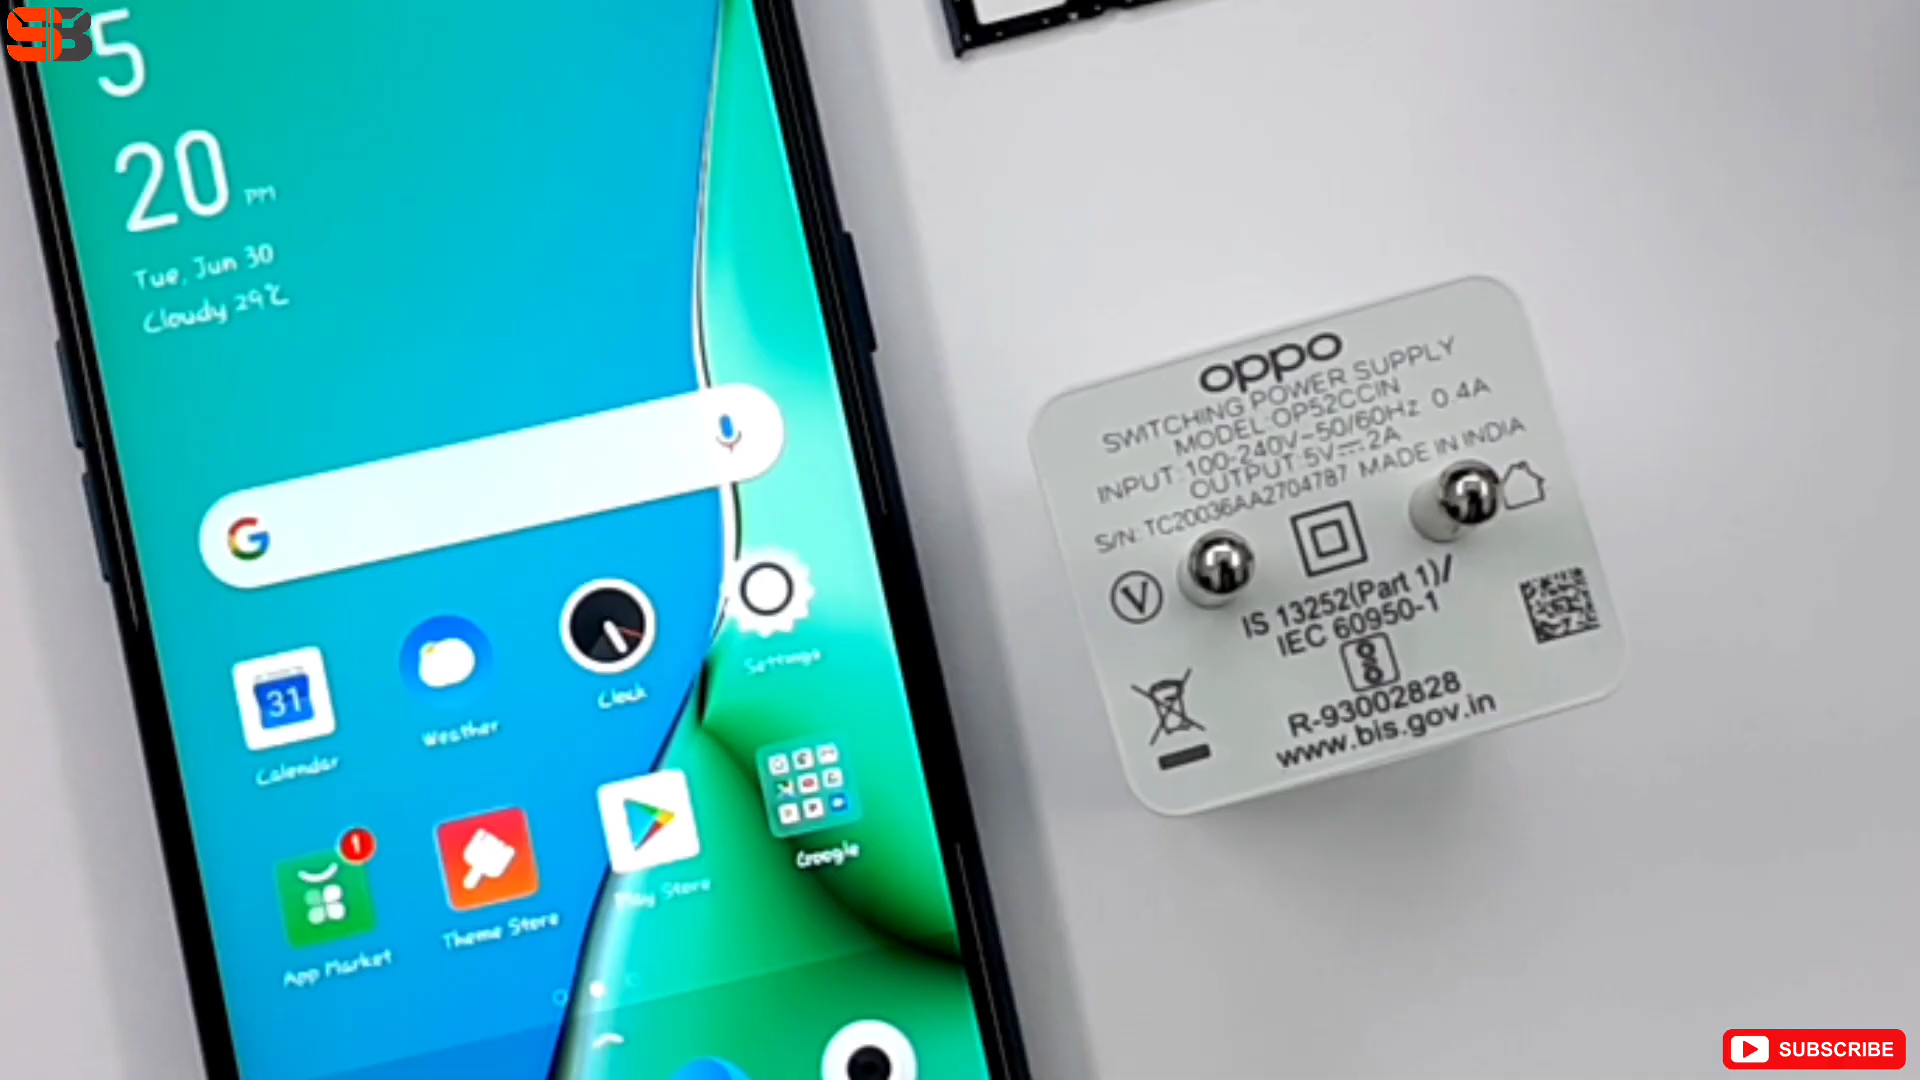 SB
5
20 PM
Tue, Jun 30
Cloudy 29℃
G
31
Calendar
Weather
Clock
Settings
1
App Market
Theme Store
Play Store
Google
oppo
SWITCHING POWER SUPPLY
MODEL:OP52CCIN
INPUT:100-240V~50/60Hz 0.4A
OUTPUT:5V⎓2A
S/N: TC20036AA2704787 MADE IN INDIA
V
IS 13252(Part 1)/
IEC 60950-1
R-93002828
www.bis.gov.in
SUBSCRIBE